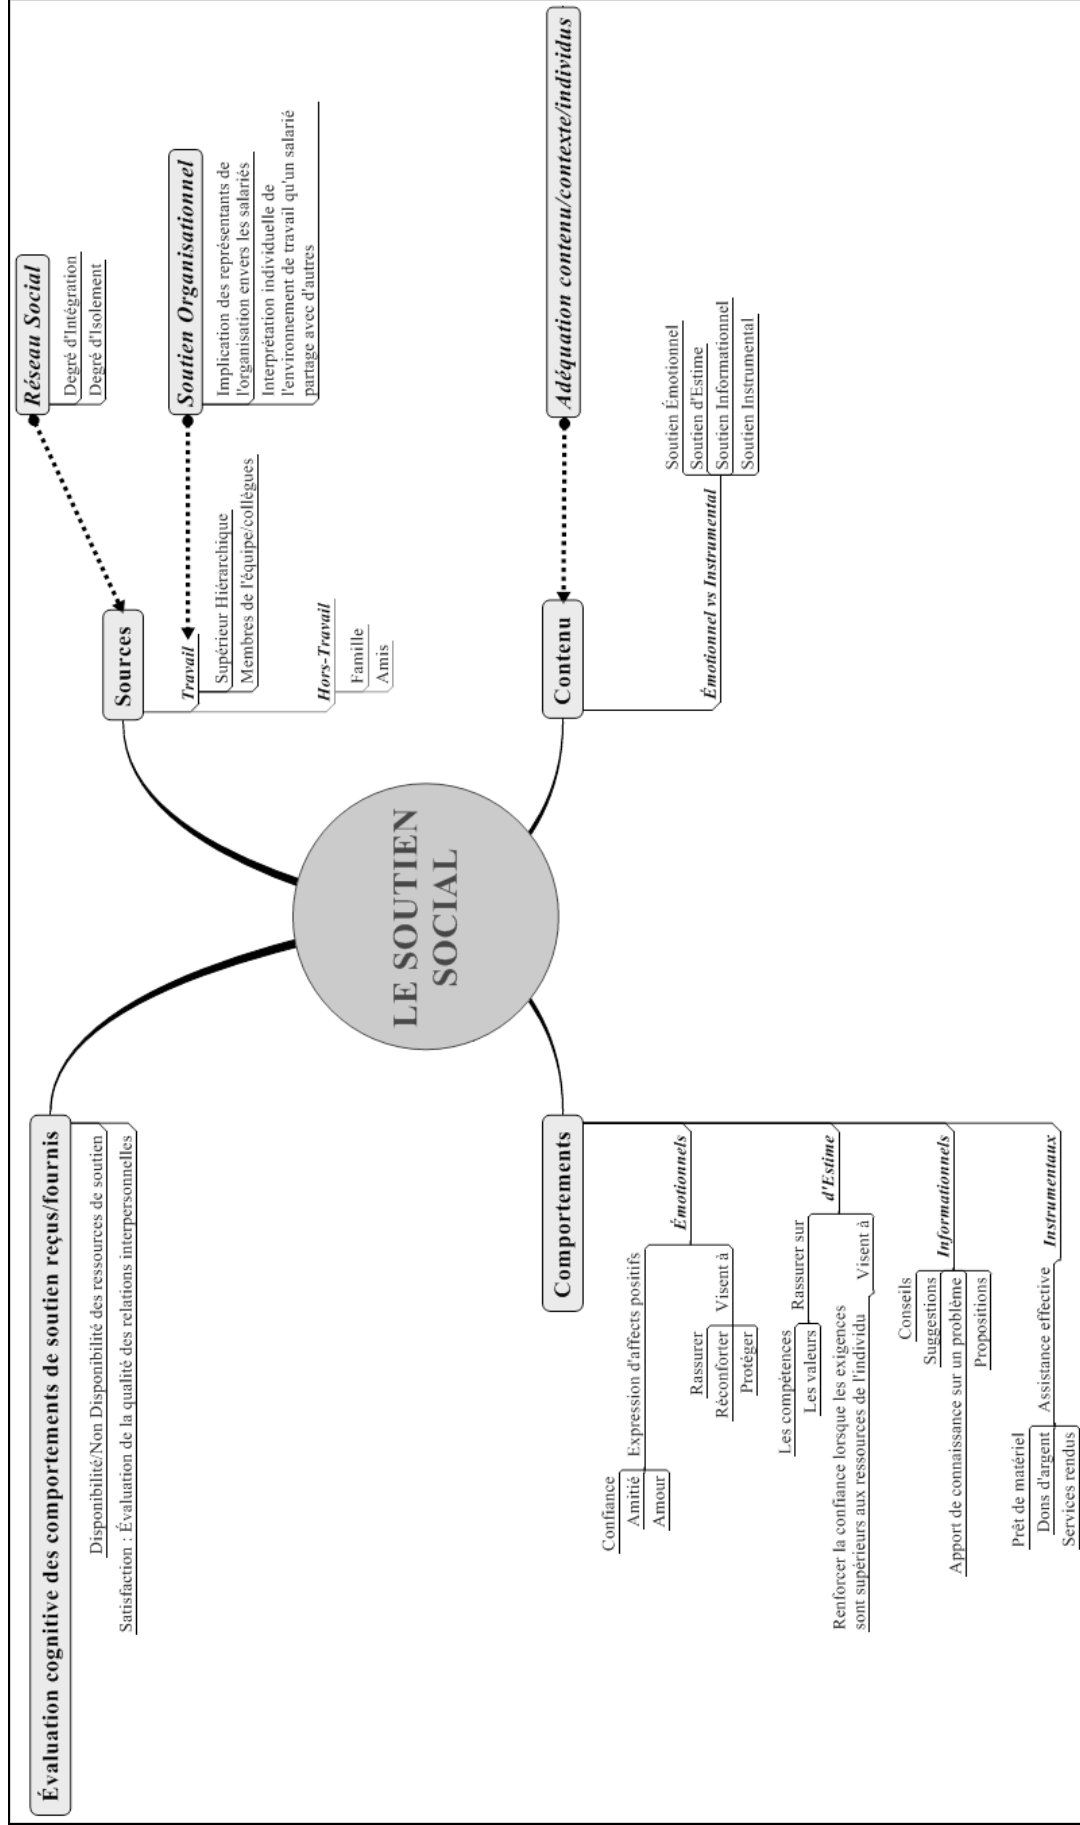 LE SOUTIEN
SOCIAL
Évaluation cognitive des comportements de soutien reçus/fournis
Disponibilité/Non Disponibilité des ressources de soutien
Satisfaction : Évaluation de la qualité des relations interpersonnelles
Sources
Travail
Supérieur Hiérarchique
Membres de l'équipe/collègues
Hors-Travail
Famille
Amis
Réseau Social
Degré d'Intégration
Degré d'Isolement
Soutien Organisationnel
Implication des représentants de
l'organisation envers les salariés
Interprétation individuelle de
l'environnement de travail qu'un salarié
partage avec d'autres
Comportements
Émotionnels
Expression d'affects positifs
Confiance
Amitié
Amour
Visent à
Rassurer
Réconforter
Protéger
d'Estime
Rassurer sur
Les compétences
Les valeurs
Visent à
Renforcer la confiance lorsque les exigences
sont supérieurs aux ressources de l'individu
Informationnels
Conseils
Suggestions
Apport de connaissance sur un problème
Propositions
Instrumentaux
Assistance effective
Prêt de matériel
Dons d'argent
Services rendus
Contenu
Émotionnel vs Instrumental
Soutien Émotionnel
Soutien d'Estime
Soutien Informationnel
Soutien Instrumental
Adéquation contenu/contexte/individus